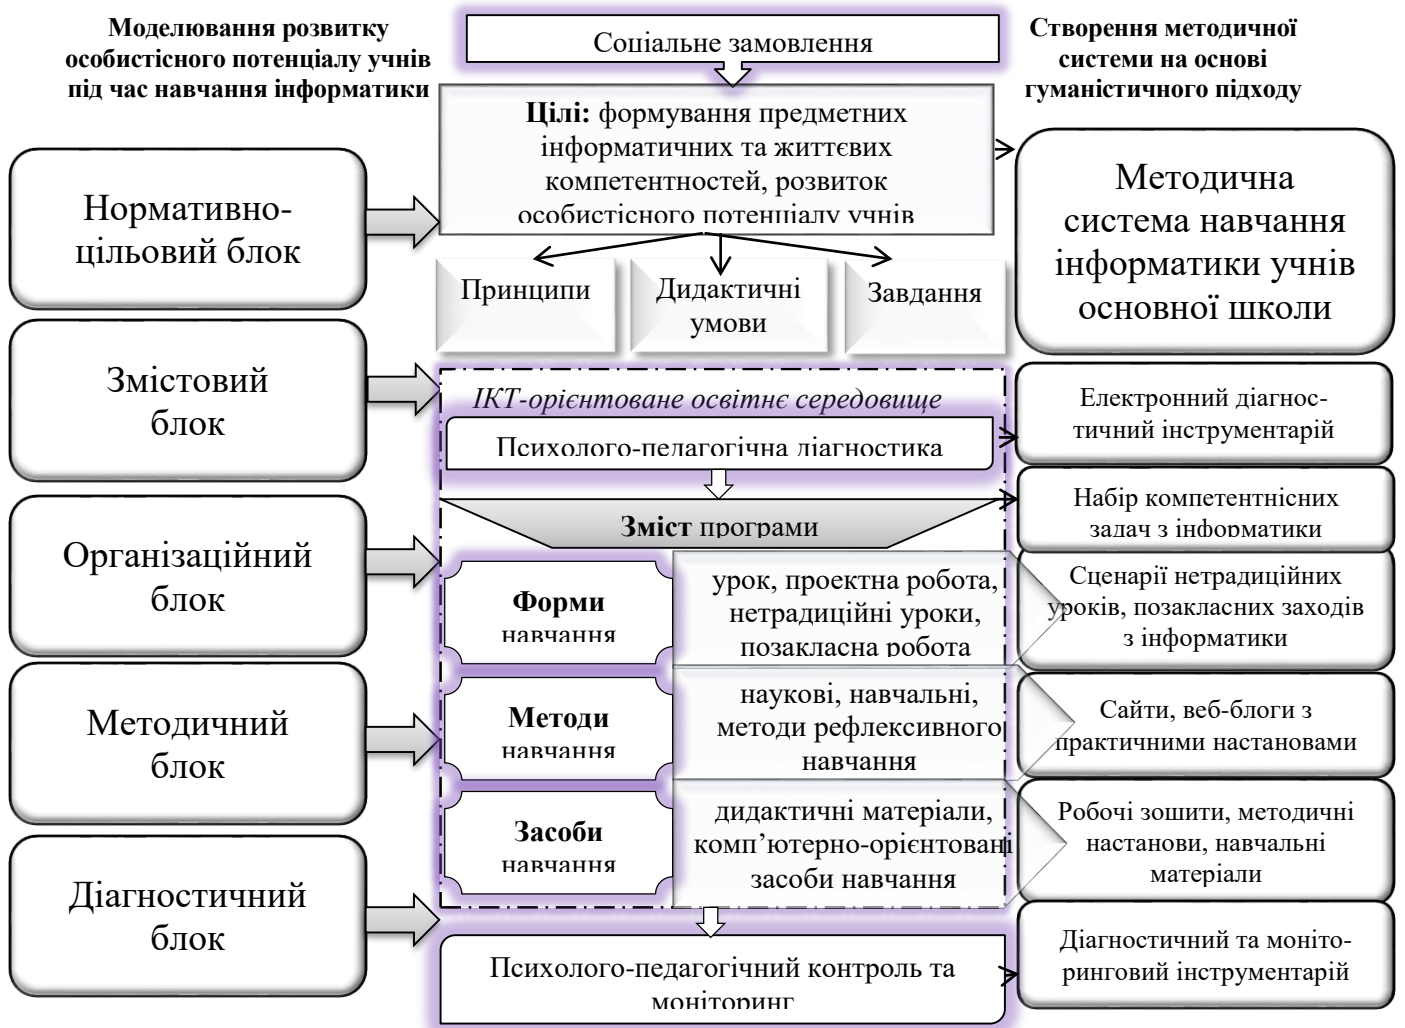 Моделювання розвитку
особистісного потенціалу учнів
під час навчання інформатики
Соціальне замовлення
Створення методичної
системи на основі
гуманістичного підходу
Цілі: формування предметних
інформатичних та життєвих
компетентностей, розвиток
особистісного потенціалу учнів
Нормативно-
цільовий блок
Методична
система навчання
інформатики учнів
основної школи
Принципи
Дидактичні
умови
Завдання
Змістовий
блок
ІКТ-орієнтоване освітнє середовище
Психолого-педагогічна діагностика
Електронний діагнос-
тичний інструментарій
Зміст програми
Набір компетентнісних
задач з інформатики
Організаційний
блок
Форми
навчання
урок, проектна робота,
нетрадиційні уроки,
позакласна робота
Сценарії нетрадиційних
уроків, позакласних заходів
з інформатики
Методичний
блок
Методи
навчання
наукові, навчальні,
методи рефлексивного
навчання
Сайти, веб-блоги з
практичними настановами
Засоби
навчання
дидактичні матеріали,
комп’ютерно-орієнтовані
засоби навчання
Робочі зошити, методичні
настанови, навчальні
матеріали
Діагностичний
блок
Психолого-педагогічний контроль та
моніторинг
Діагностичний та моніто-
ринговий інструментарій